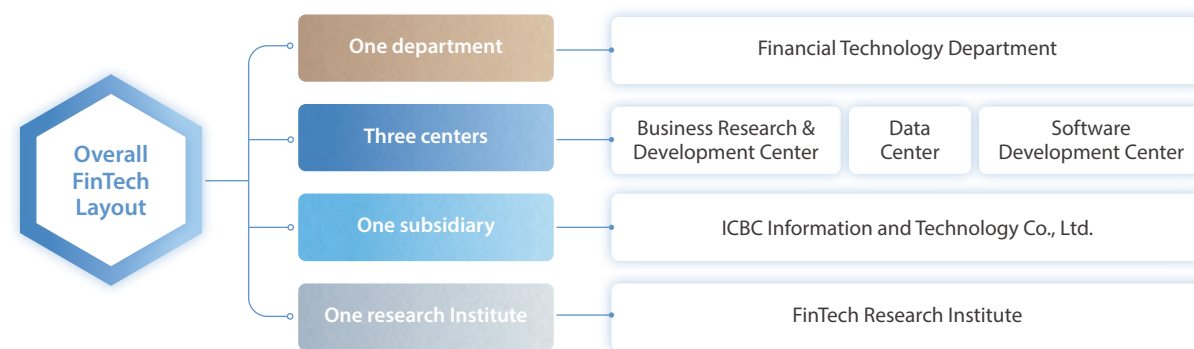 Overall
FinTech
Layout
One department
Financial Technology Department
Three centers
Business Research &
Development Center
Data
Center
Software
Development Center
One subsidiary
ICBC Information and Technology Co., Ltd.
One research Institute
FinTech Research Institute